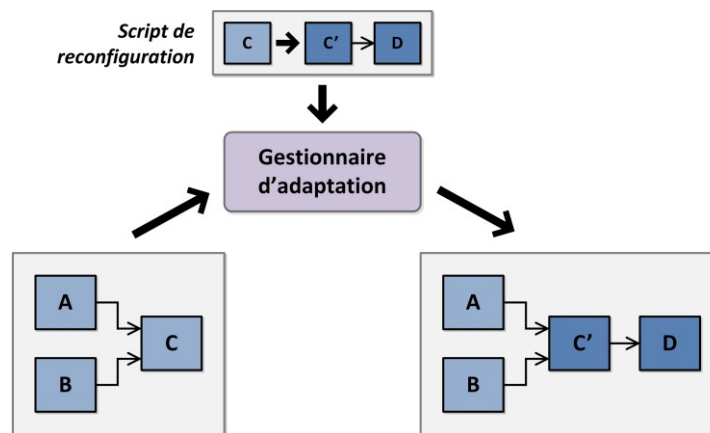 Script de
reconfiguration
C C’ D
Gestionnaire
d’adaptation
A
C
B
A
C’ D
B